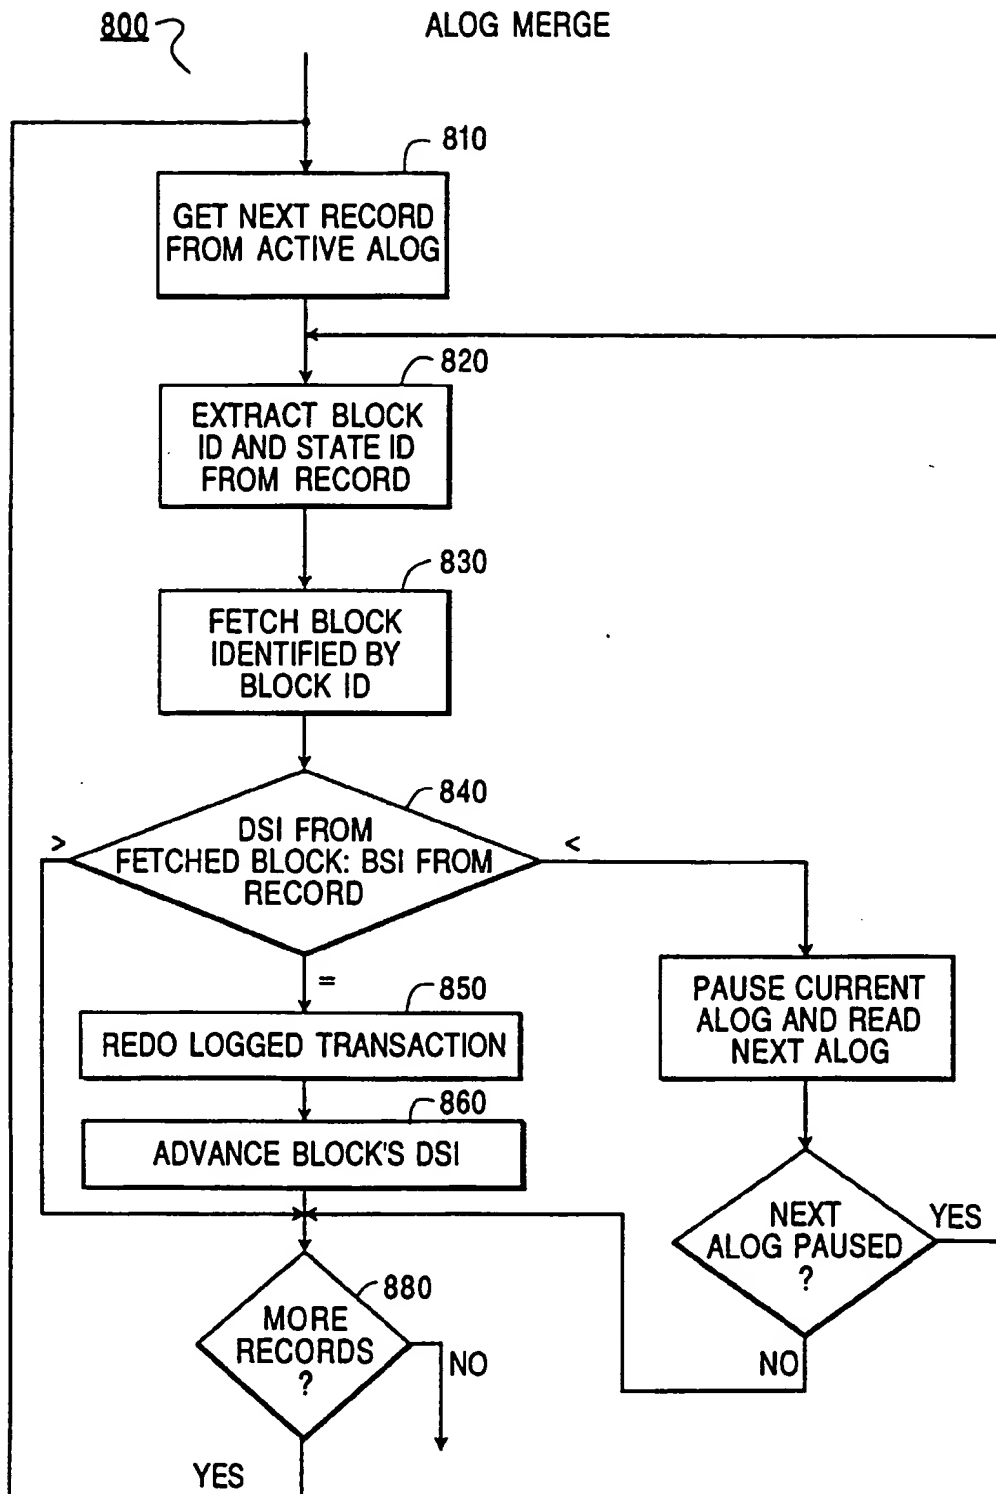 800
ALOG MERGE
810
GET NEXT RECORD
FROM ACTIVE ALOG
820
EXTRACT BLOCK
ID AND STATE ID
FROM RECORD
830
FETCH BLOCK
IDENTIFIED BY
BLOCK ID
840
DSI FROM
FETCHED BLOCK: BSI FROM
RECORD
>
<
=
850
REDO LOGGED TRANSACTION
PAUSE CURRENT
ALOG AND READ
NEXT ALOG
860
ADVANCE BLOCK'S DSI
NEXT
ALOG PAUSED
?
YES
NO
880
MORE
RECORDS
?
NO
YES